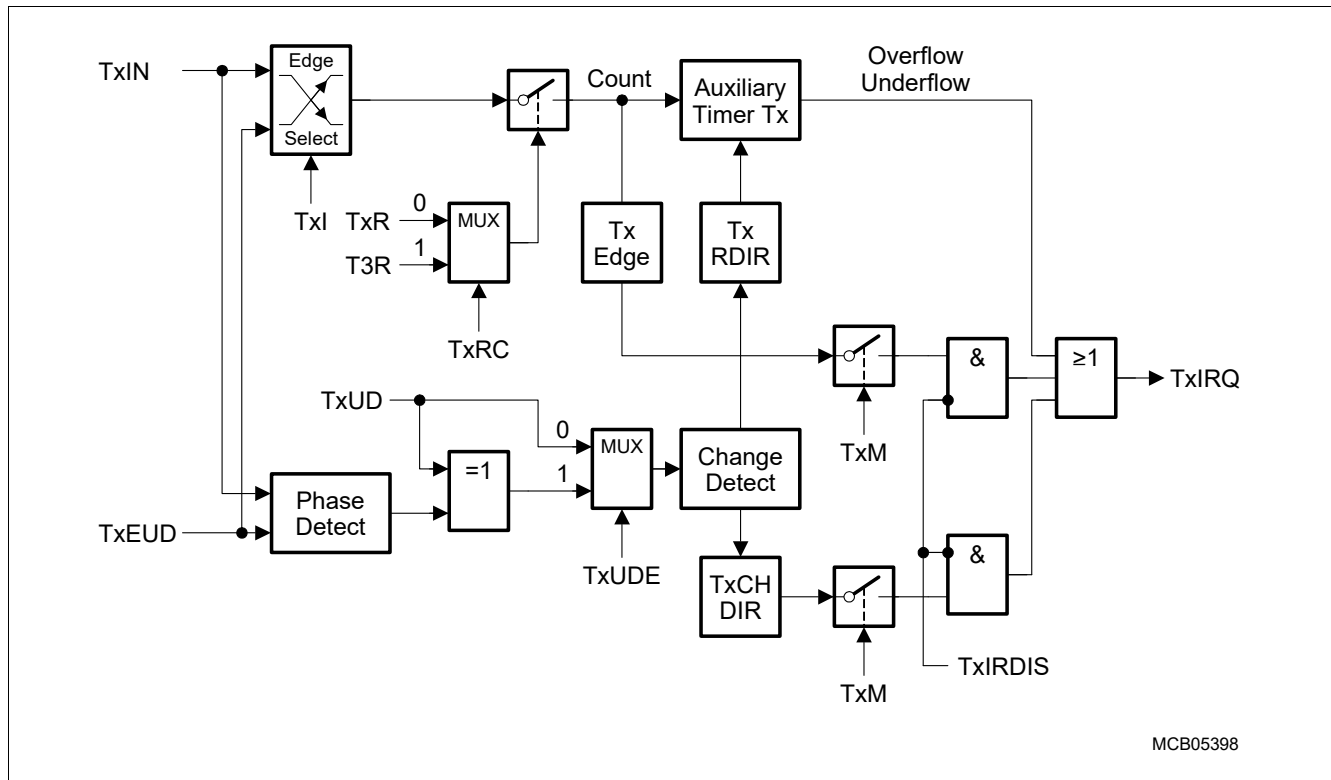 TxIN
Edge
Select
TxI
Count
Auxiliary
Timer Tx
Overflow
Underflow
TxR
0
T3R
1
MUX
TxRC
Tx
Edge
Tx
RDIR
TxUD
=1
0
1
MUX
TxUDE
Change
Detect
TxM
&
≥1
TxIRQ
TxEUD
Phase
Detect
TxCH
DIR
TxM
&
TxIRDIS
MCB05398